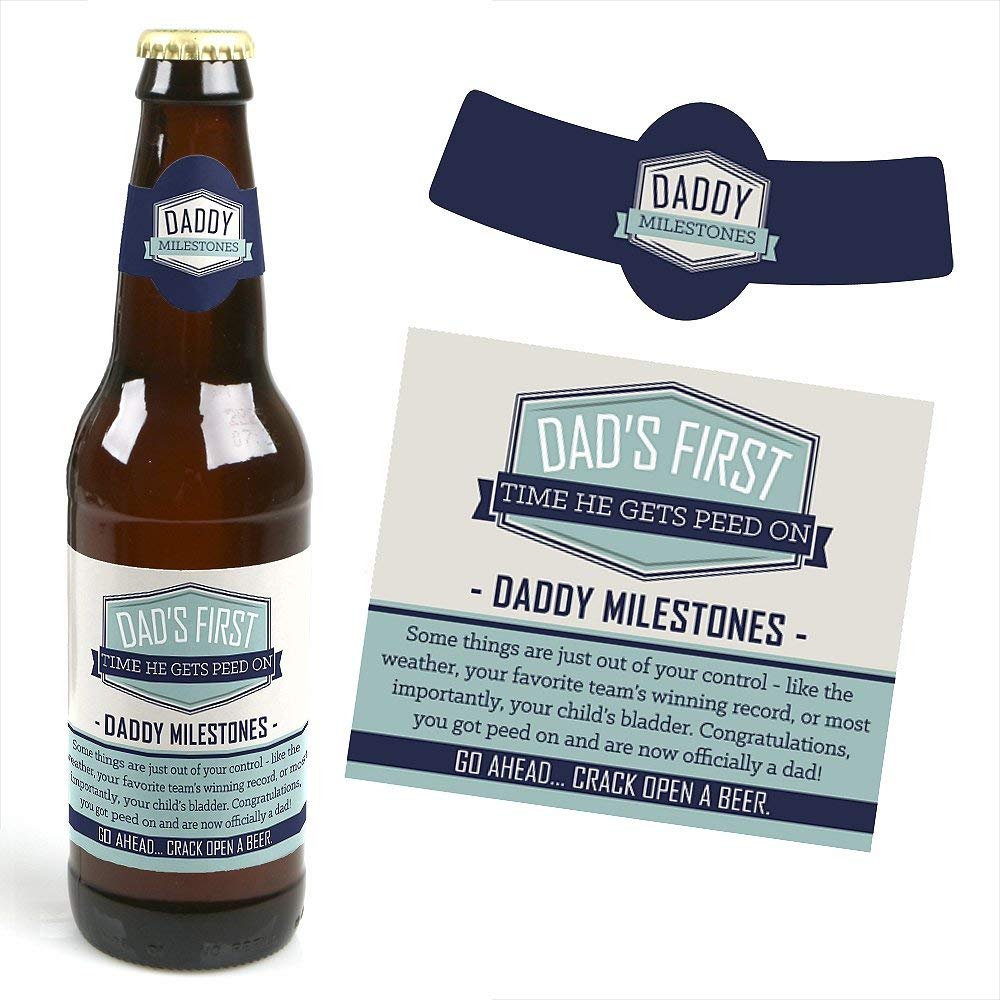 DADDY
MILESTONES
DAD'S FIRST
TIME HE GETS PEED ON
- DADDY MILESTONES -
Some things are just out of your control - like the
weather, your favorite team's winning record, or most
importantly, your child's bladder. Congratulations,
you got peed on and are now officially a dad!
GO AHEAD... CRACK OPEN A BEER.
DADDY
MILESTONES
DAD'S FIRST
TIME HE GETS PEED ON
- DADDY MILESTONES -
Some things are just out of your control - like the
weather, your favorite team's winning record, or most
importantly, your child's bladder. Congratulations,
you got peed on and are now officially a dad!
GO AHEAD... CRACK OPEN A BEER.